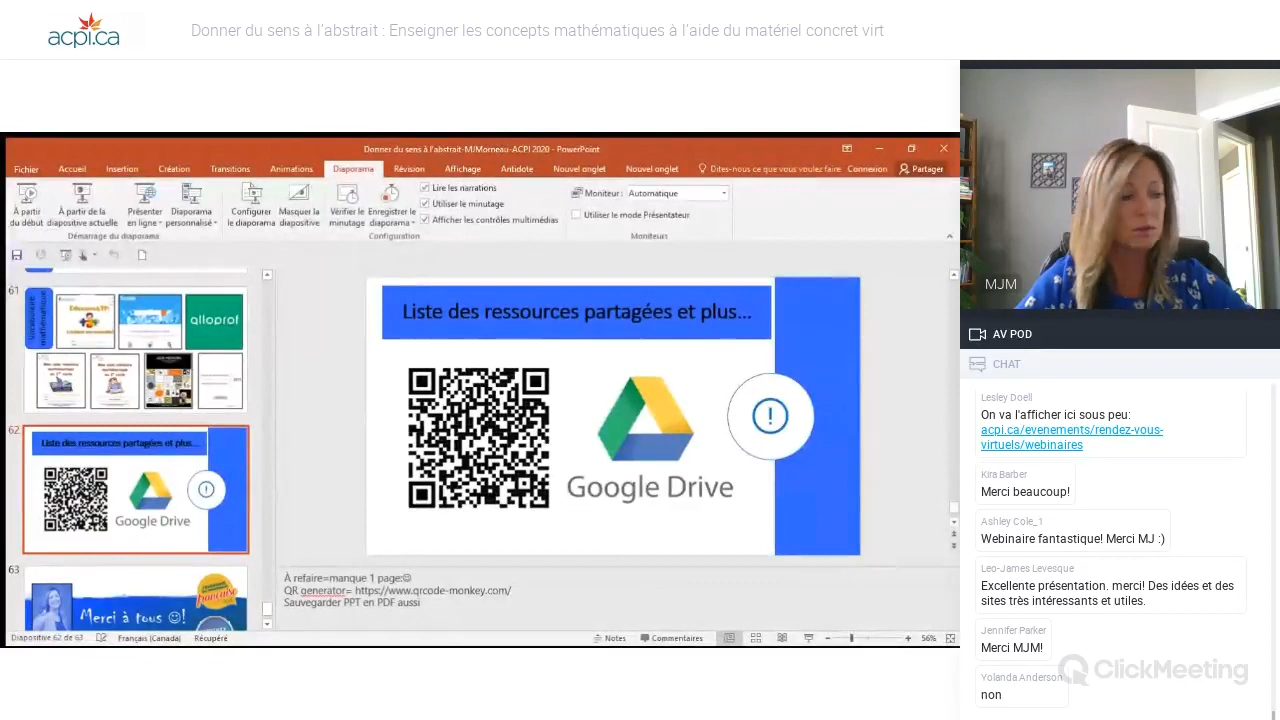 acpi.ca
Donner du sens à l'abstrait : Enseigner les concepts mathématiques à l'aide du matériel concret virt
Donner du sens à l'abstrait-MJMorneau-ACPI 2020 - PowerPoint
Fichier Accueil Insertion Création Transitions Animations Diaporama Révision Affichage Antidote Nouvel onglet Nouvel onglet Dites-nous ce que vous voulez faire Connexion Partager
À partir du début
À partir de la diapositive actuelle
Présenter en ligne
Diaporama personnalisé
Configurer le diaporama
Masquer la diapositive
Vérifier le minutage
Enregistrer le diaporama
Lire les narrations
Utiliser le minutage
Afficher les contrôles multimédias
Moniteur : Automatique
Utiliser le mode Présentateur
Démarrage du diaporama
Configuration
Moniteurs
61
Vocabulaire mathématique
alloprof
62
Liste des ressources partagées et plus...
Google Drive
63
Merci à tous
Liste des ressources partagées et plus...
Google Drive
À refaire=manque 1 page:☺
QR generator= https://www.qrcode-monkey.com/
Sauvegarder PPT en PDF aussi
Diapositive 62 de 63 Français (Canada) Récupéré Notes Commentaires 56%
MJM
AV POD
CHAT
Lesley Doell
On va l'afficher ici sous peu:
acpi.ca/evenements/rendez-vous-
virtuels/webinaires
Kira Barber
Merci beaucoup!
Ashley Cole_1
Webinaire fantastique! Merci MJ :)
Leo-James Levesque
Excellente présentation. merci! Des idées et des
sites très intéressants et utiles.
Jennifer Parker
Merci MJM!
Yolanda Anderson
non
ClickMeeting